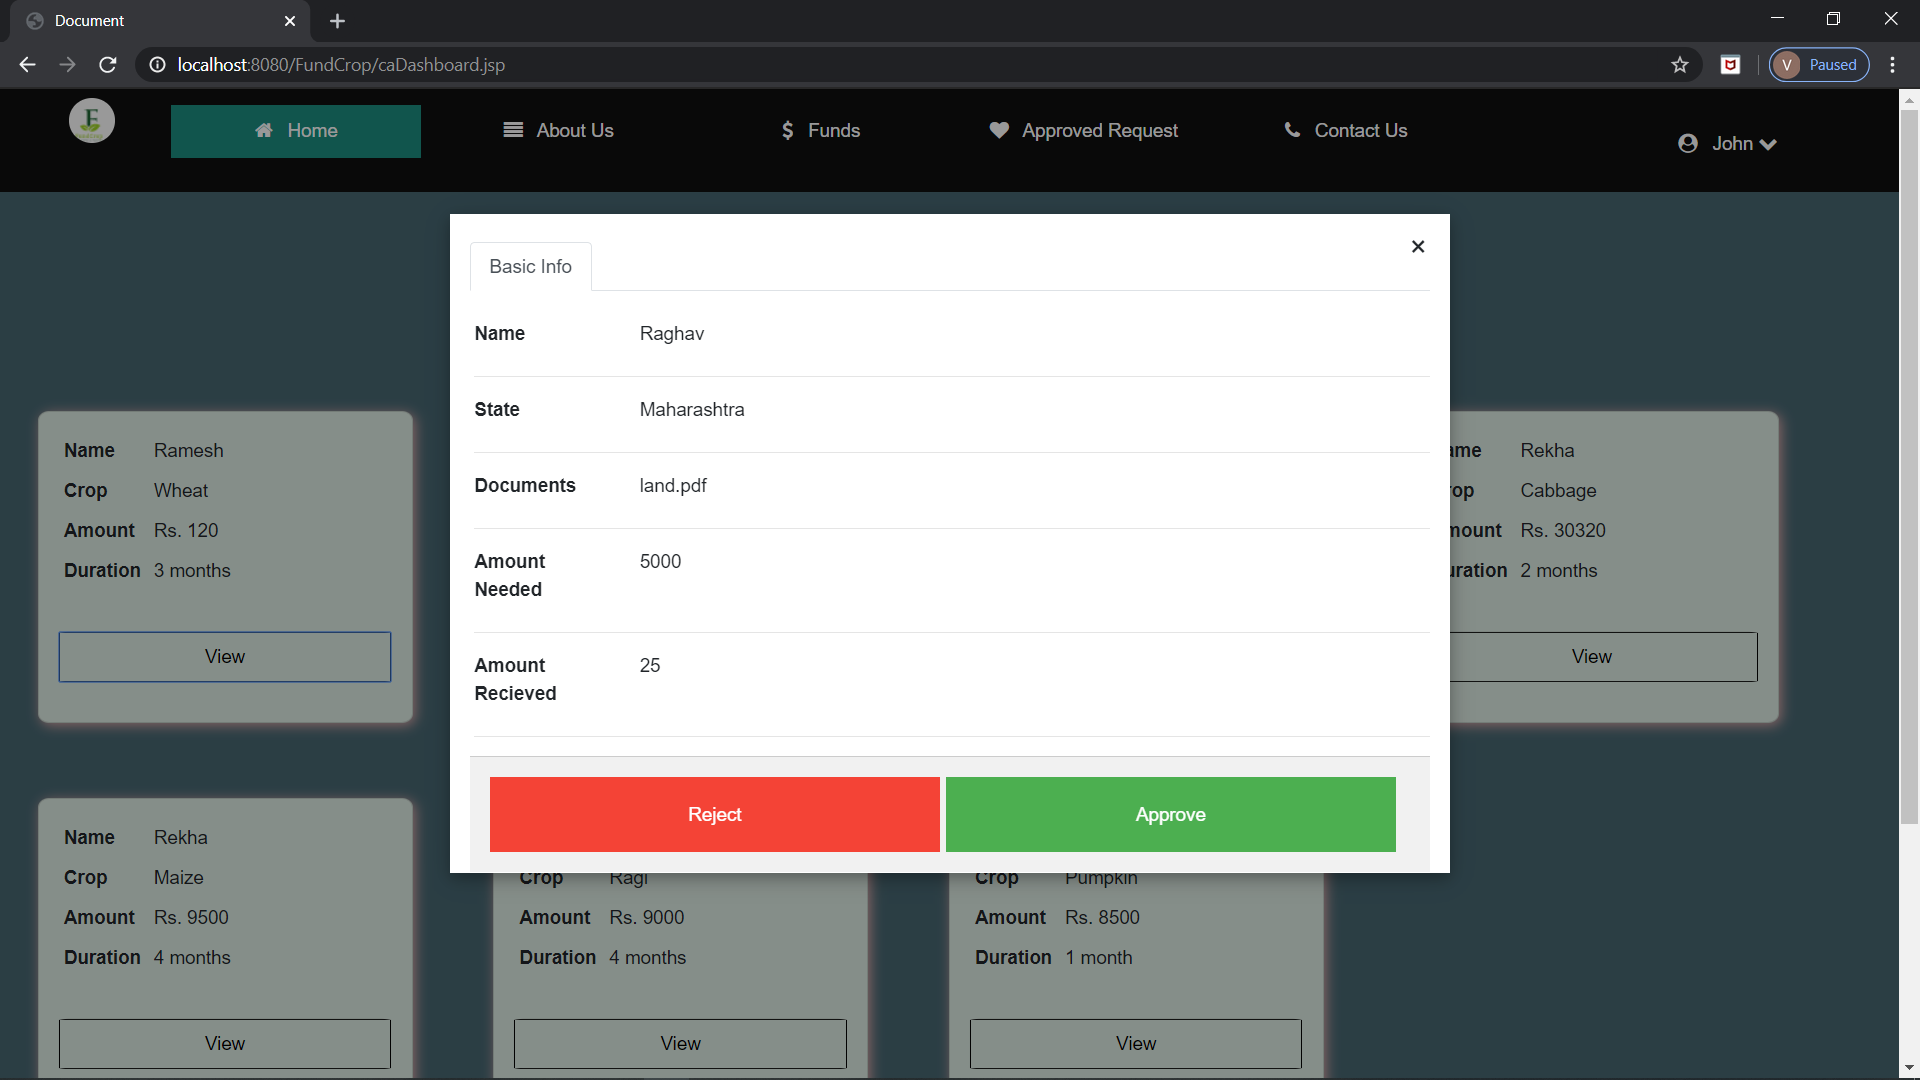 Document
localhost:8080/FundCrop/caDashboard.jsp
V Paused
F
Home
About Us
Funds
Approved Request
Contact Us
John
Basic Info
Name Raghav
State Maharashtra
Documents land.pdf
Amount Needed 5000
Amount Recieved 25
Reject
Approve
Name Ramesh
Crop Wheat
Amount Rs. 120
Duration 3 months
View
ame Rekha
rop Cabbage
mount Rs. 30320
uration 2 months
View
Name Rekha
Crop Maize
Amount Rs. 9500
Duration 4 months
View
Crop Ragi
Amount Rs. 9000
Duration 4 months
View
Crop Pumpkin
Amount Rs. 8500
Duration 1 month
View